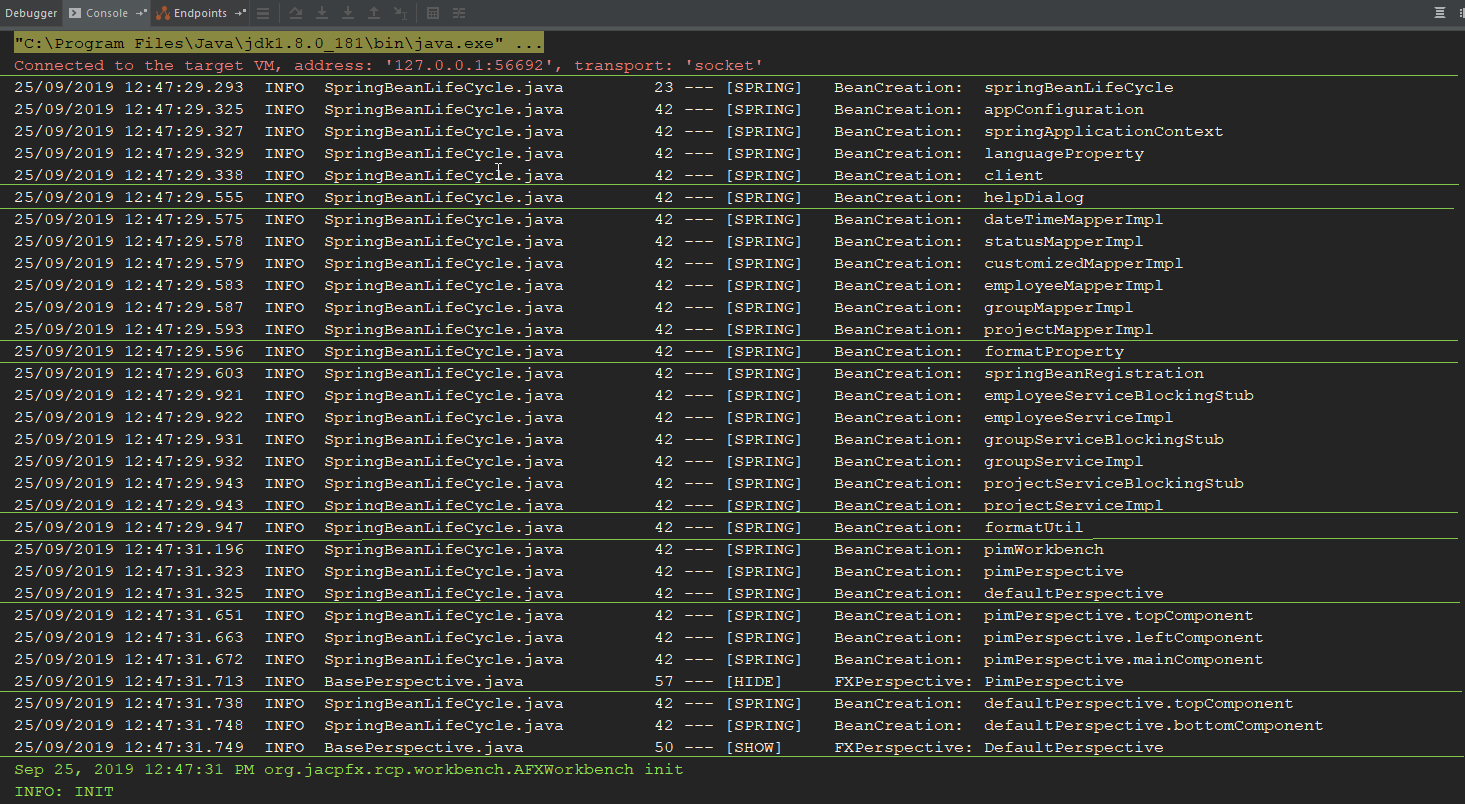 Debugger Console Endpoints
"C:\Program Files\Java\jdk1.8.0_181\bin\java.exe" ...
Connected to the target VM, address: '127.0.0.1:56692', transport: 'socket'
25/09/2019 12:47:29.293 INFO SpringBeanLifeCycle.java 23 --- [SPRING] BeanCreation: springBeanLifeCycle
25/09/2019 12:47:29.325 INFO SpringBeanLifeCycle.java 42 --- [SPRING] BeanCreation: appConfiguration
25/09/2019 12:47:29.327 INFO SpringBeanLifeCycle.java 42 --- [SPRING] BeanCreation: springApplicationContext
25/09/2019 12:47:29.329 INFO SpringBeanLifeCycle.java 42 --- [SPRING] BeanCreation: languageProperty
25/09/2019 12:47:29.338 INFO SpringBeanLifeCycle.java 42 --- [SPRING] BeanCreation: client
25/09/2019 12:47:29.555 INFO SpringBeanLifeCycle.java 42 --- [SPRING] BeanCreation: helpDialog
25/09/2019 12:47:29.575 INFO SpringBeanLifeCycle.java 42 --- [SPRING] BeanCreation: dateTimeMapperImpl
25/09/2019 12:47:29.578 INFO SpringBeanLifeCycle.java 42 --- [SPRING] BeanCreation: statusMapperImpl
25/09/2019 12:47:29.579 INFO SpringBeanLifeCycle.java 42 --- [SPRING] BeanCreation: customizedMapperImpl
25/09/2019 12:47:29.583 INFO SpringBeanLifeCycle.java 42 --- [SPRING] BeanCreation: employeeMapperImpl
25/09/2019 12:47:29.587 INFO SpringBeanLifeCycle.java 42 --- [SPRING] BeanCreation: groupMapperImpl
25/09/2019 12:47:29.593 INFO SpringBeanLifeCycle.java 42 --- [SPRING] BeanCreation: projectMapperImpl
25/09/2019 12:47:29.596 INFO SpringBeanLifeCycle.java 42 --- [SPRING] BeanCreation: formatProperty
25/09/2019 12:47:29.603 INFO SpringBeanLifeCycle.java 42 --- [SPRING] BeanCreation: springBeanRegistration
25/09/2019 12:47:29.921 INFO SpringBeanLifeCycle.java 42 --- [SPRING] BeanCreation: employeeServiceBlockingStub
25/09/2019 12:47:29.922 INFO SpringBeanLifeCycle.java 42 --- [SPRING] BeanCreation: employeeServiceImpl
25/09/2019 12:47:29.931 INFO SpringBeanLifeCycle.java 42 --- [SPRING] BeanCreation: groupServiceBlockingStub
25/09/2019 12:47:29.932 INFO SpringBeanLifeCycle.java 42 --- [SPRING] BeanCreation: groupServiceImpl
25/09/2019 12:47:29.943 INFO SpringBeanLifeCycle.java 42 --- [SPRING] BeanCreation: projectServiceBlockingStub
25/09/2019 12:47:29.943 INFO SpringBeanLifeCycle.java 42 --- [SPRING] BeanCreation: projectServiceImpl
25/09/2019 12:47:29.947 INFO SpringBeanLifeCycle.java 42 --- [SPRING] BeanCreation: formatUtil
25/09/2019 12:47:31.196 INFO SpringBeanLifeCycle.java 42 --- [SPRING] BeanCreation: pimWorkbench
25/09/2019 12:47:31.323 INFO SpringBeanLifeCycle.java 42 --- [SPRING] BeanCreation: pimPerspective
25/09/2019 12:47:31.325 INFO SpringBeanLifeCycle.java 42 --- [SPRING] BeanCreation: defaultPerspective
25/09/2019 12:47:31.651 INFO SpringBeanLifeCycle.java 42 --- [SPRING] BeanCreation: pimPerspective.topComponent
25/09/2019 12:47:31.663 INFO SpringBeanLifeCycle.java 42 --- [SPRING] BeanCreation: pimPerspective.leftComponent
25/09/2019 12:47:31.672 INFO SpringBeanLifeCycle.java 42 --- [SPRING] BeanCreation: pimPerspective.mainComponent
25/09/2019 12:47:31.713 INFO BasePerspective.java 57 --- [HIDE] FXPerspective: PimPerspective
25/09/2019 12:47:31.738 INFO SpringBeanLifeCycle.java 42 --- [SPRING] BeanCreation: defaultPerspective.topComponent
25/09/2019 12:47:31.748 INFO SpringBeanLifeCycle.java 42 --- [SPRING] BeanCreation: defaultPerspective.bottomComponent
25/09/2019 12:47:31.749 INFO BasePerspective.java 50 --- [SHOW] FXPerspective: DefaultPerspective
Sep 25, 2019 12:47:31 PM org.jacpfx.rcp.workbench.AFXWorkbench init
INFO: INIT